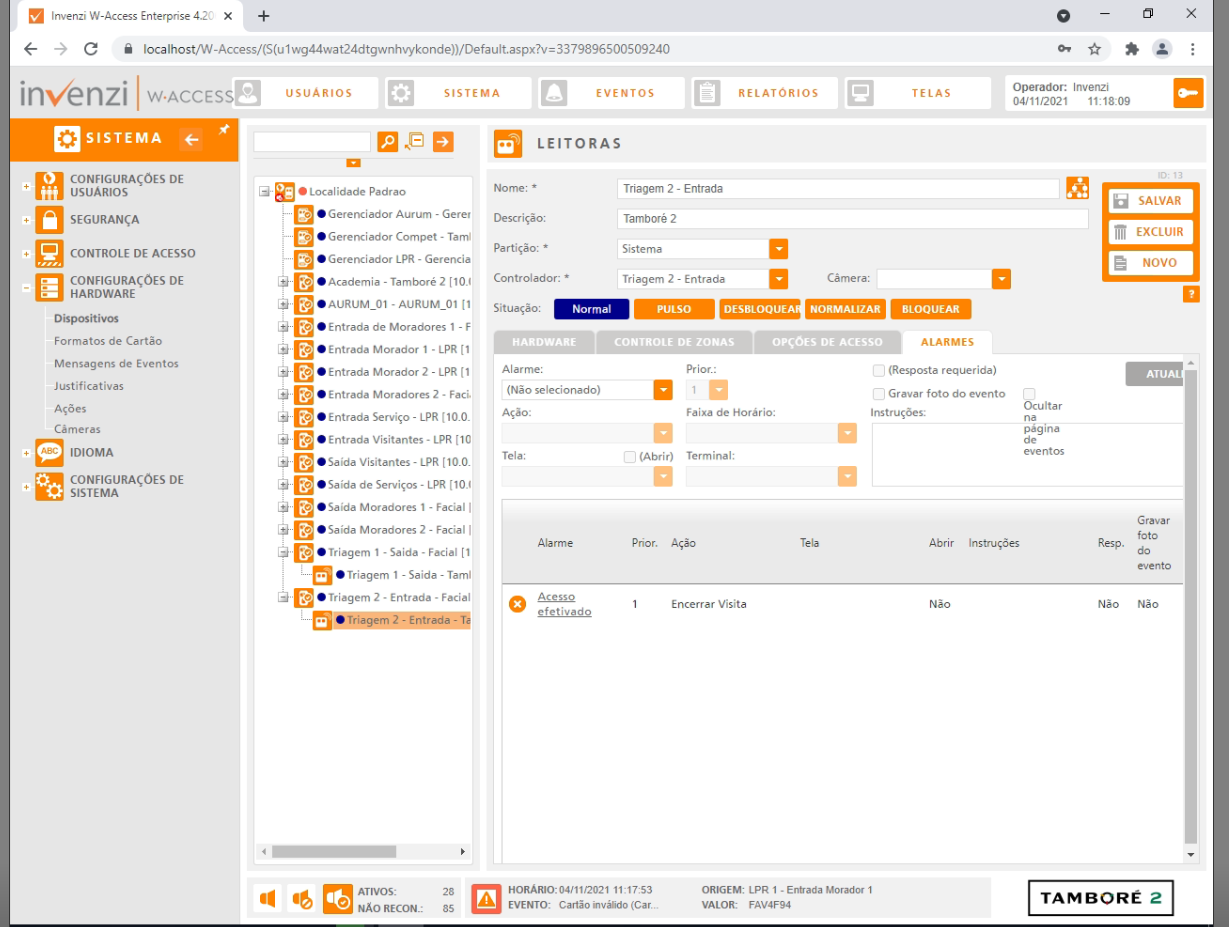 Invenzi W-Access Enterprise 4.20
localhost/W-Access/(S(u1wg44wat24dtgwnhvykonde))/Default.aspx?v=3379896500509240
invenzi W-ACCESS
USUÁRIOS
SISTEMA
EVENTOS
RELATÓRIOS
TELAS
Operador: Invenzi
04/11/2021 11:18:09
SISTEMA
CONFIGURAÇÕES DE
USUÁRIOS
SEGURANÇA
CONTROLE DE ACESSO
CONFIGURAÇÕES DE
HARDWARE
Dispositivos
Formatos de Cartão
Mensagens de Eventos
Justificativas
Ações
Câmeras
ABC IDIOMA
CONFIGURAÇÕES DE
SISTEMA
Localidade Padrao
Gerenciador Aurum - Geren
Gerenciador Compet - Tam
Gerenciador LPR - Gerencia
Academia - Tamboré 2 [10.
AURUM_01 - AURUM_01 [1
Entrada de Moradores 1 - F
Entrada Morador 1 - LPR [1
Entrada Morador 2 - LPR [1
Entrada Moradores 2 - Faci
Entrada Serviço - LPR [10.0.
Entrada Visitantes - LPR [10
Saída Visitantes - LPR [10.0.
Saída de Serviços - LPR [10.
Saída Moradores 1 - Facial [
Saída Moradores 2 - Facial [
Triagem 1 - Saida - Facial [1
Triagem 1 - Saida - Tam
Triagem 2 - Entrada - Facial
Triagem 2 - Entrada - Ta
LEITORAS
ID: 13
Nome: * Triagem 2 - Entrada
Descrição: Tamboré 2
Partição: * Sistema
Controlador: * Triagem 2 - Entrada Câmera:
Situação: Normal PULSO DESBLOQUEAR NORMALIZAR BLOQUEAR
SALVAR
EXCLUIR
NOVO
?
HARDWARE CONTROLE DE ZONAS OPÇÕES DE ACESSO ALARMES
Alarme: Prior.: (Resposta requerida) ATUALI
(Não selecionado) 1 Gravar foto do evento
Ocultar
na
página
de
eventos
Ação: Faixa de Horário: Instruções:
Tela: (Abrir) Terminal:
Alarme Prior. Ação Tela Abrir Instruções Resp. Gravar
foto
do
evento
Acesso
efetivado 1 Encerrar Visita Não Não Não
ATIVOS: 28
NÃO RECON.: 85
HORÁRIO: 04/11/2021 11:17:53
EVENTO: Cartão inválido (Car...
ORIGEM: LPR 1 - Entrada Morador 1
VALOR: FAV4F94
TAMBORÉ 2